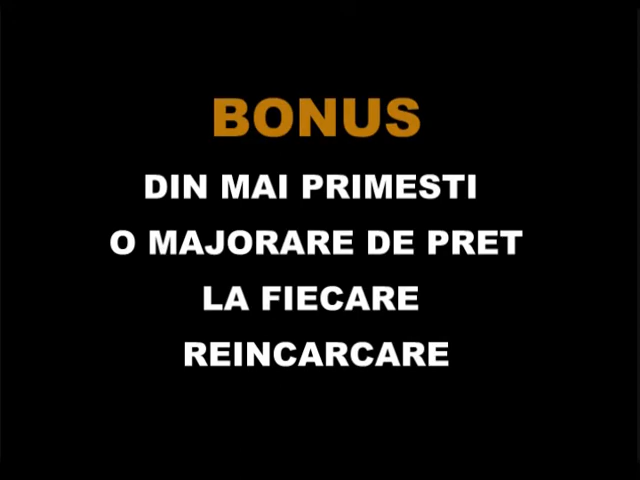 BONUS
DIN MAI PRIMESTI
O MAJORARE DE PRET
LA FIECARE
REINCARCARE